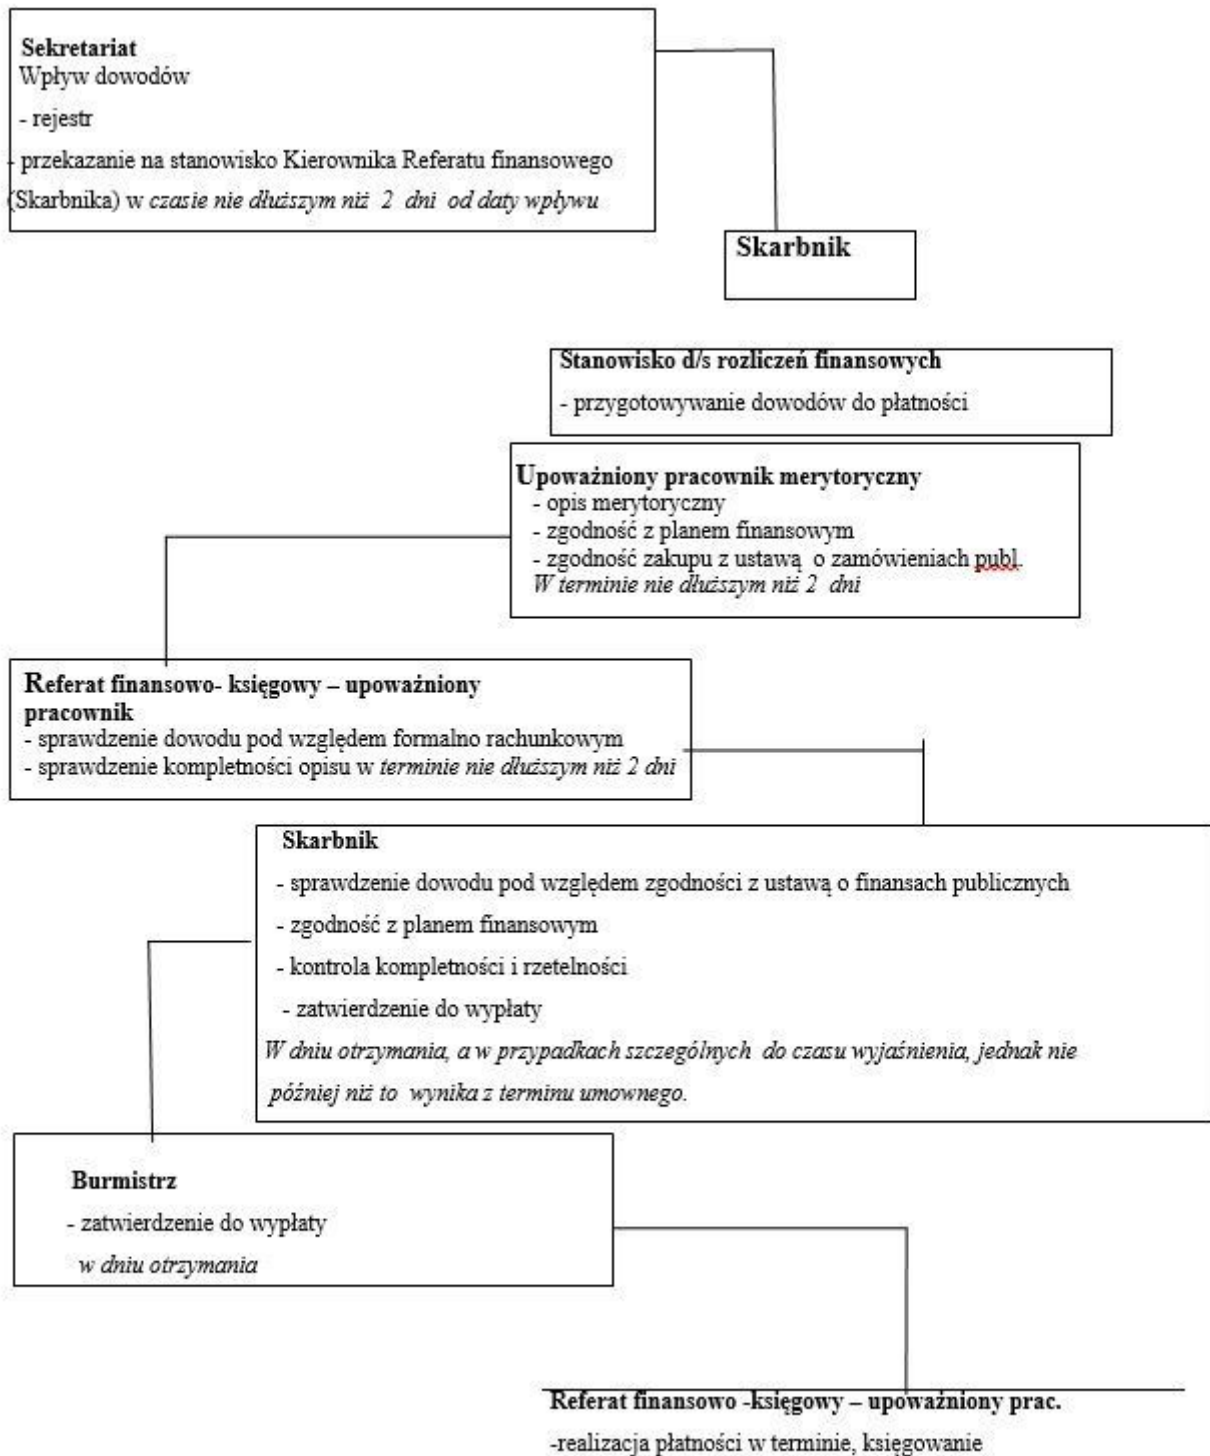 Sekretariat
Wpływ dowodów
- rejestr
- przekazanie na stanowisko Kierownika Referatu finansowego
(Skarbnika) w czasie nie dłuższym niż 2 dni od daty wpływu
Skarbnik
Stanowisko d/s rozliczeń finansowych
- przygotowywanie dowodów do płatności
Upoważniony pracownik merytoryczny
- opis merytoryczny
- zgodność z planem finansowym
- zgodność zakupu z ustawą o zamówieniach publ.
W terminie nie dłuższym niż 2 dni
Referat finansowo- księgowy – upoważniony
pracownik
- sprawdzenie dowodu pod względem formalno rachunkowym
- sprawdzenie kompletności opisu w terminie nie dłuższym niż 2 dni
Skarbnik
- sprawdzenie dowodu pod względem zgodności z ustawą o finansach publicznych
- zgodność z planem finansowym
- kontrola kompletności i rzetelności
- zatwierdzenie do wypłaty
W dniu otrzymania, a w przypadkach szczególnych do czasu wyjaśnienia, jednak nie
później niż to wynika z terminu umownego.
Burmistrz
- zatwierdzenie do wypłaty
w dniu otrzymania
Referat finansowo -księgowy – upoważniony prac.
-realizacja płatności w terminie, księgowanie